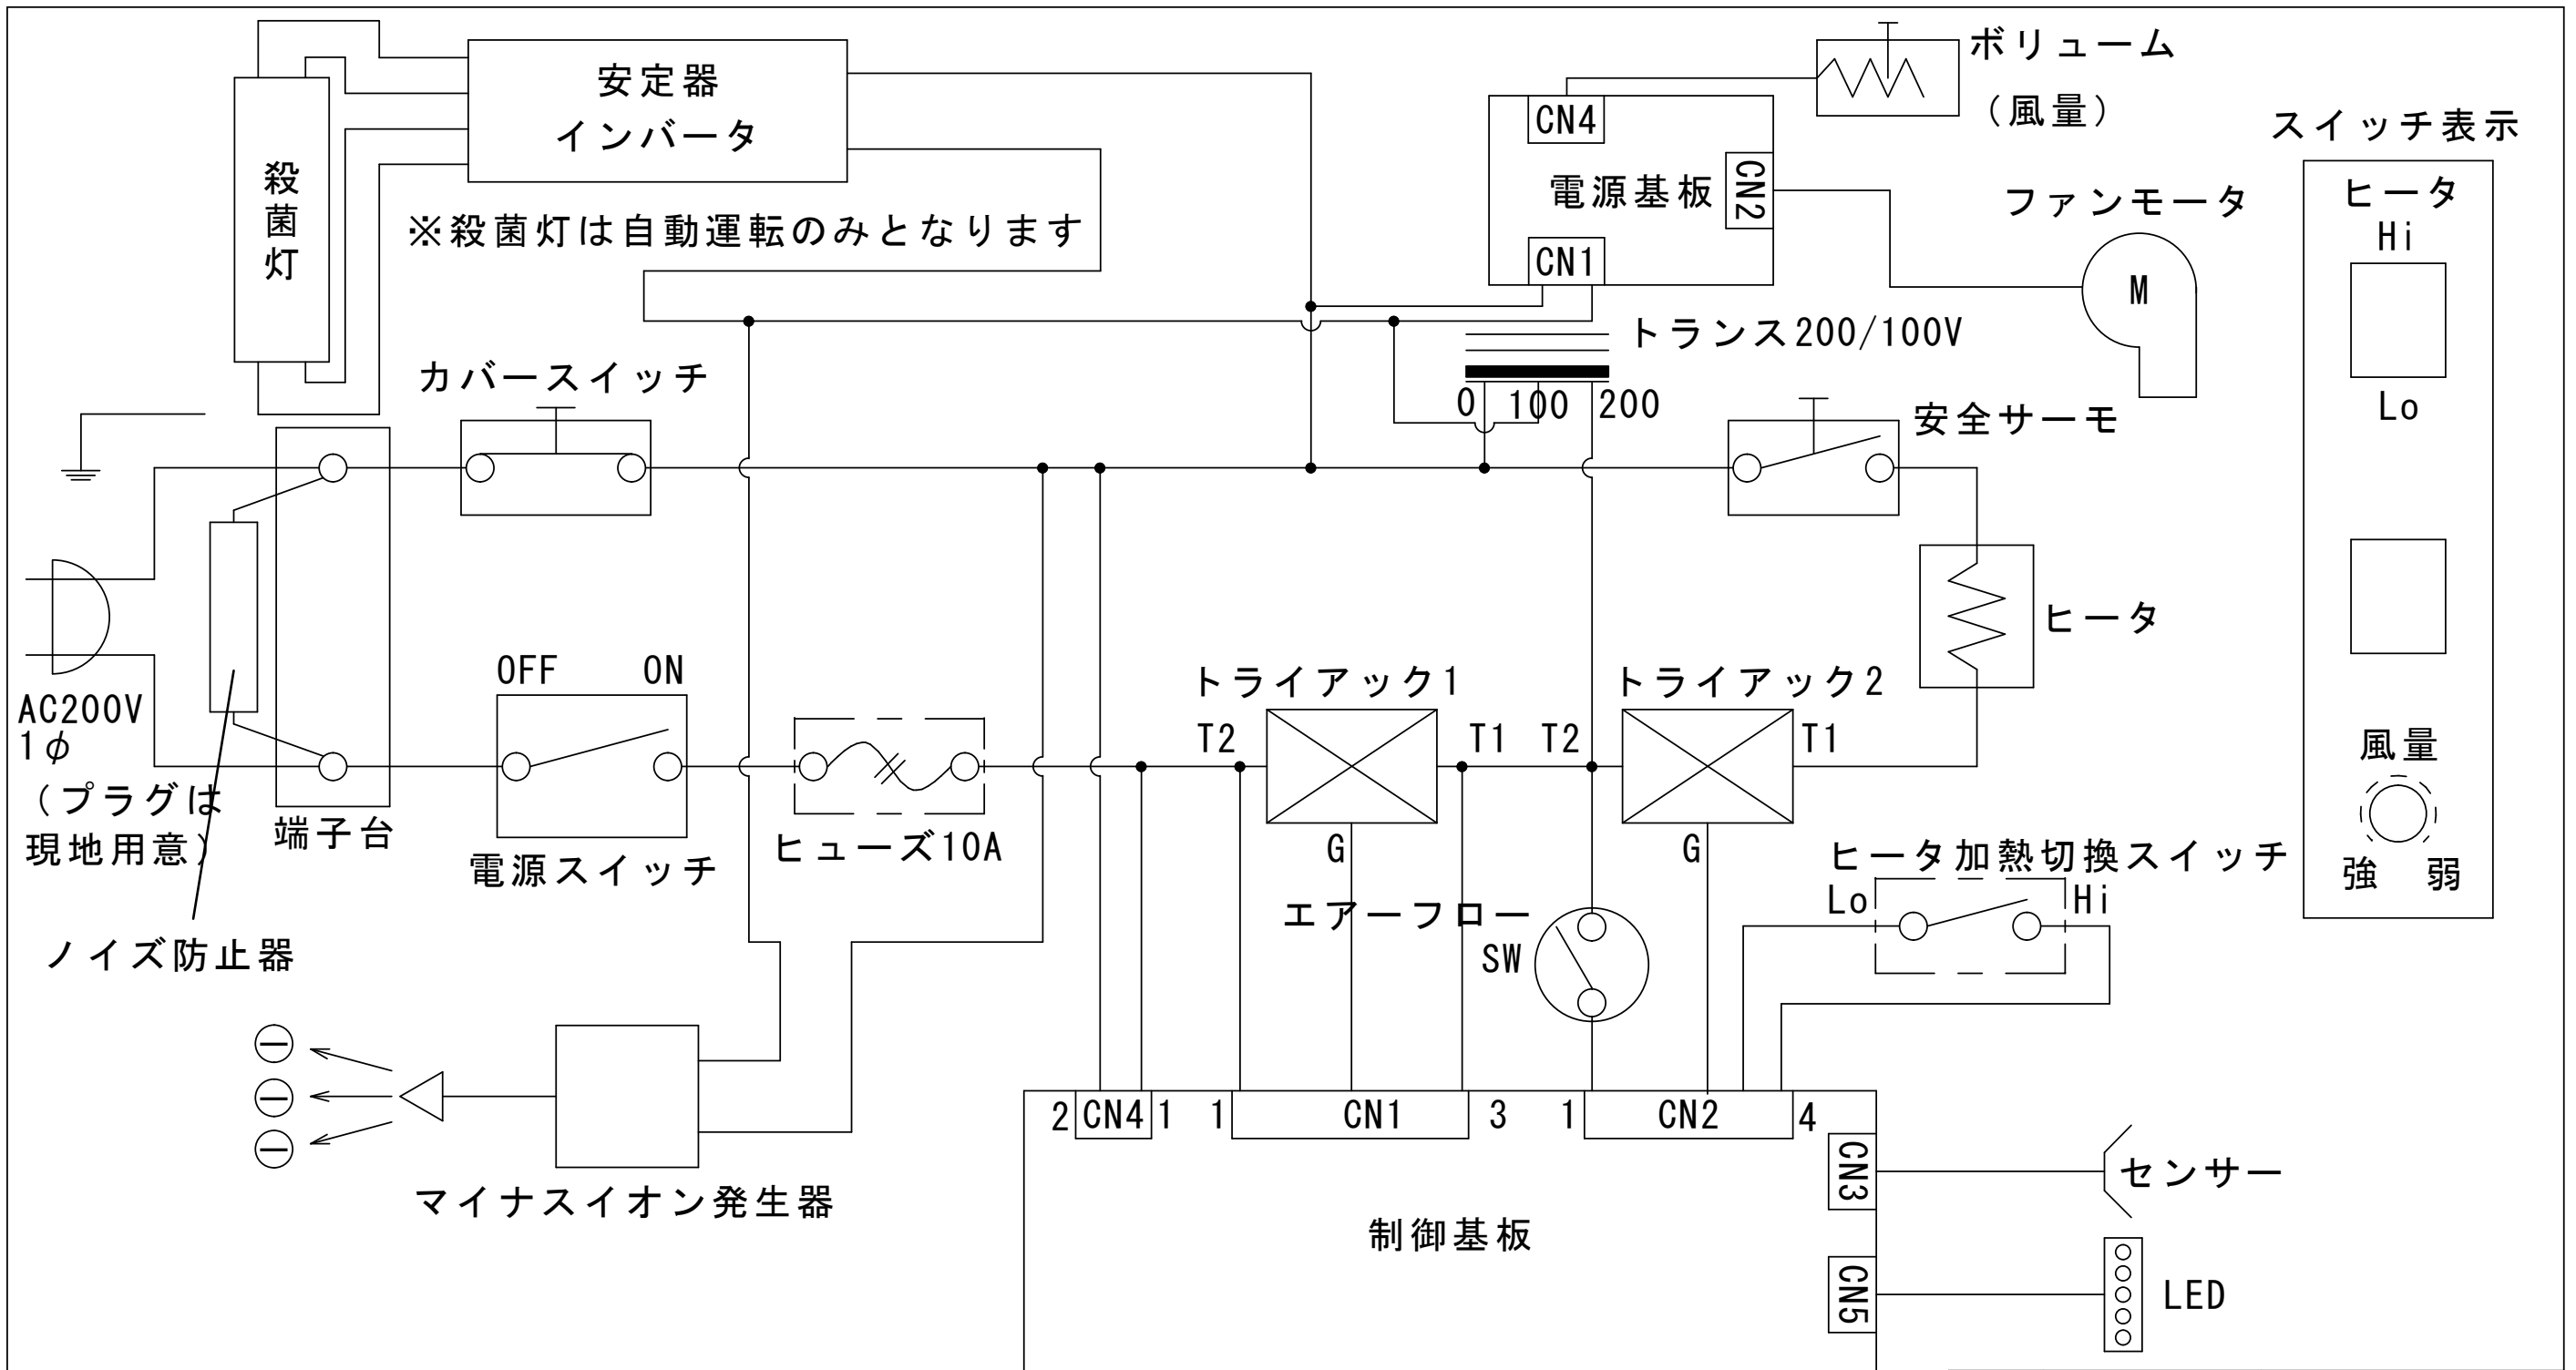 安定器
インバータ
殺菌灯
※殺菌灯は自動運転のみとなります
CN4
電源基板
CN2
CN1
ボリューム
(風量)
ファンモータ
M
スイッチ表示
ヒータ
Hi
Lo
風量
強 弱
トランス200/100V
0 100 200
カバースイッチ
安全サーモ
ヒータ
AC200V
1φ
(プラグは
現地用意)
端子台
ノイズ防止器
OFF ON
電源スイッチ
ヒューズ10A
トライアック1
T2 T1
G
トライアック2
T2 T1
G
エアーフロー
SW
ヒータ加熱切換スイッチ
Lo Hi
マイナスイオン発生器
2 CN4 1
1 CN1 3
1 CN2 4
CN3
センサー
制御基板
CN5
LED